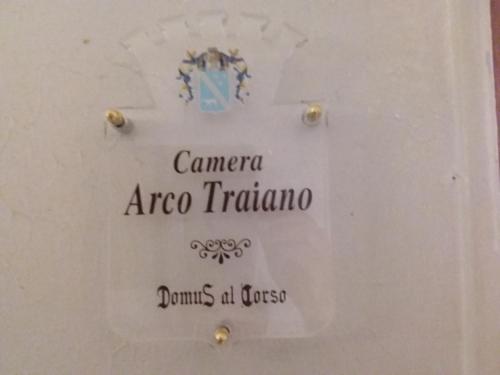 Camera
Arco Traiano
DomuS al Corso